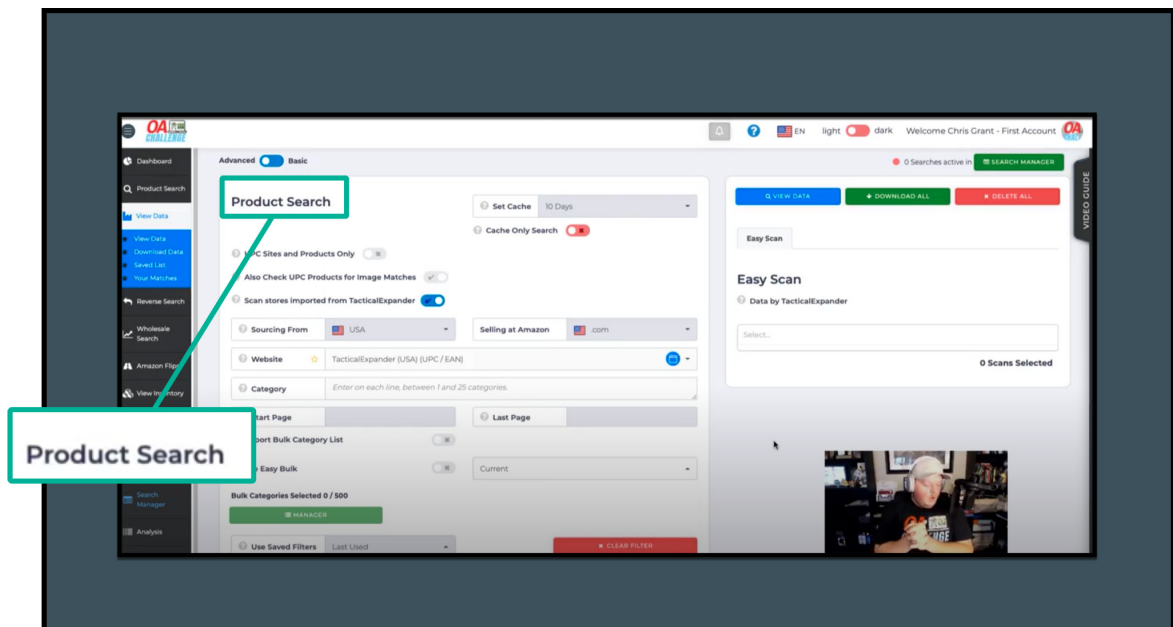 OA
CHALLENGE
EN
light
dark
Welcome Chris Grant - First Account
Dashboard
Product Search
View Data
View Data
Download Data
Saved List
Your Matches
Reverse Search
Wholesale
Search
Amazon Flips
View Inventory
Search
Manager
Analysis
Advanced
Basic
0 Searches active in
SEARCH MANAGER
Product Search
Set Cache
10 Days
Cache Only Search
UPC Sites and Products Only
Also Check UPC Products for Image Matches
Scan stores imported from TacticalExpander
Sourcing From
USA
Selling at Amazon
.com
Website
TacticalExpander (USA) (UPC / EAN)
Category
Enter on each line, between 1 and 25 categories.
Start Page
Last Page
Bulk Category List
Easy Bulk
Current
Bulk Categories Selected 0 / 500
MANAGER
Use Saved Filters
Last Used
CLEAR FILTER
VIEW DATA
DOWNLOAD ALL
DELETE ALL
VIDEO GUIDE
Easy Scan
Easy Scan
Data by TacticalExpander
Select...
0 Scans Selected
Product Search